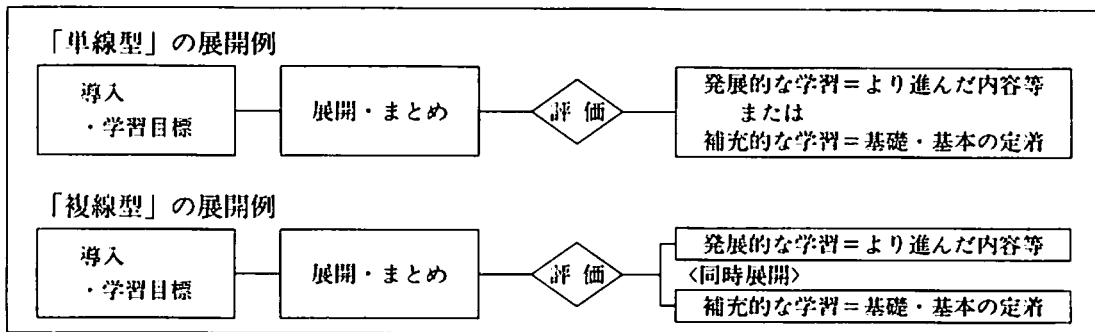 「単線型」の展開例
導入
・学習目標
展開・まとめ
評価
発展的な学習=より進んだ内容等
または
補充的な学習=基礎・基本の定着
「複線型」の展開例
導入
・学習目標
展開・まとめ
評価
発展的な学習=より進んだ内容等
〈同時展開〉
補充的な学習=基礎・基本の定着